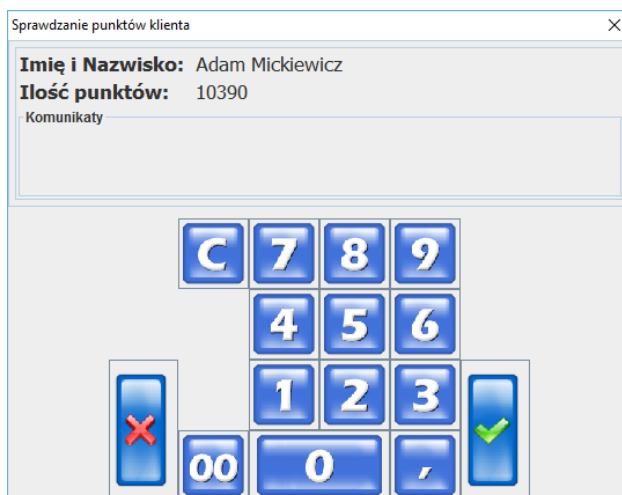 Sprawdzanie punktów klienta
Imię i Nazwisko: Adam Mickiewicz
Ilość punktów: 10390
Komunikaty
C 7 8 9
4 5 6
1 2 3
00 0 ,